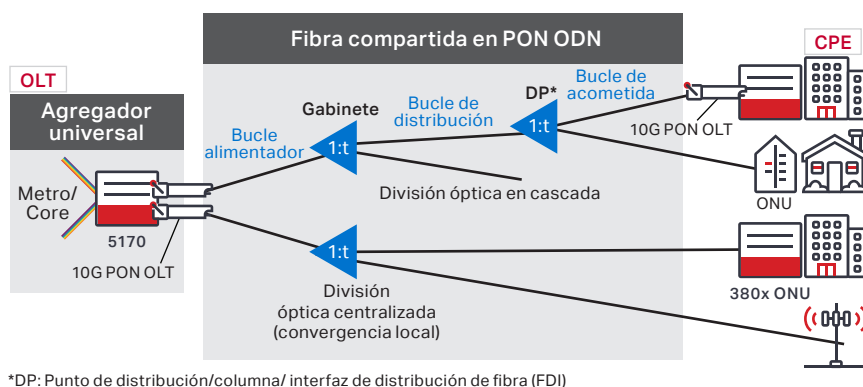 Fibra compartida en PON ODN
CPE
OLT
Agregador
universal
Metro/
Core
5170
10G PON OLT
Bucle
alimentador
Gabinete
1:t
Bucle de
distribución
DP*
1:t
Bucle de
acometida
10G PON OLT
ONU
División óptica en cascada
1:t
División
óptica centralizada
(convergencia local)
380x ONU
*DP: Punto de distribución/columna/ interfaz de distribución de fibra (FDI)